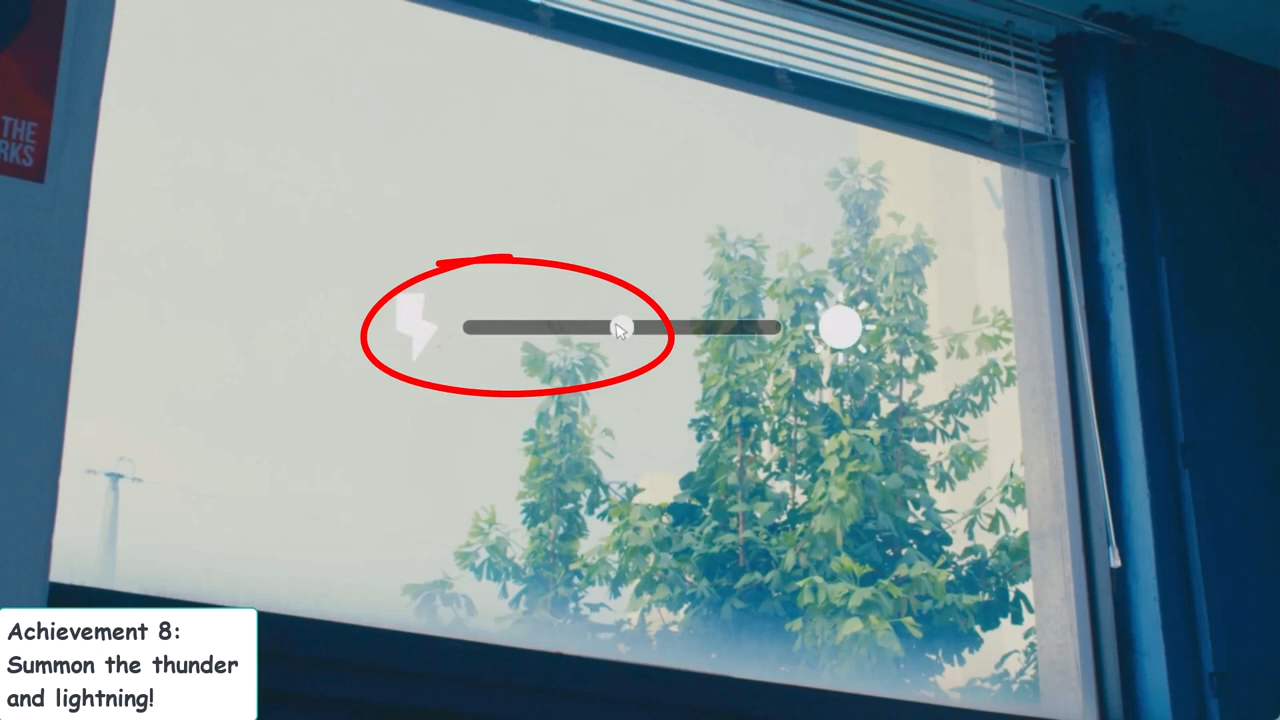 THE
RKS
Achievement 8:
Summon the thunder
and lightning!